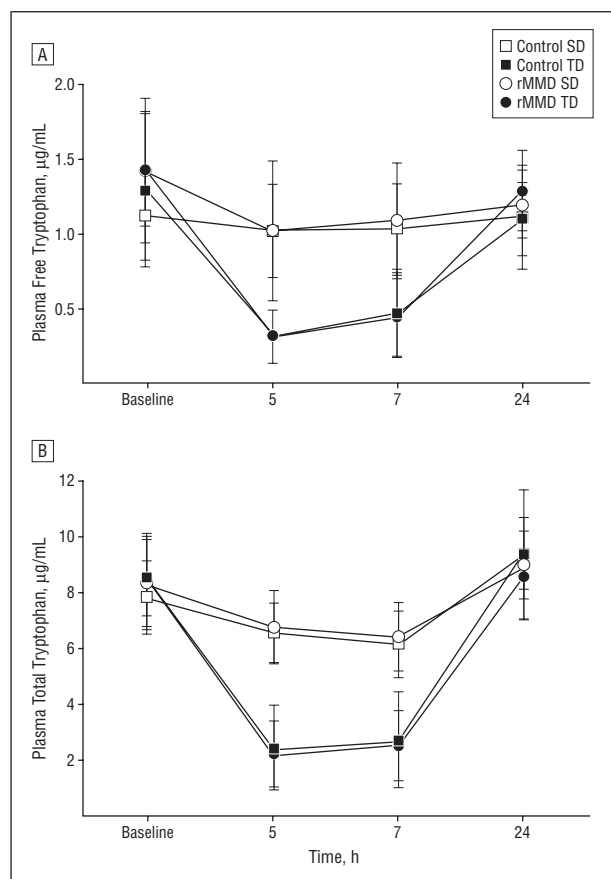 Control SD
Control TD
rMMD SD
rMMD TD
A
2.0
1.5
1.0
0.5
Plasma Free Tryptophan, μg/mL
Baseline
5
7
24
B
12
10
8
6
4
2
Plasma Total Tryptophan, μg/mL
Baseline
5
7
24
Time, h